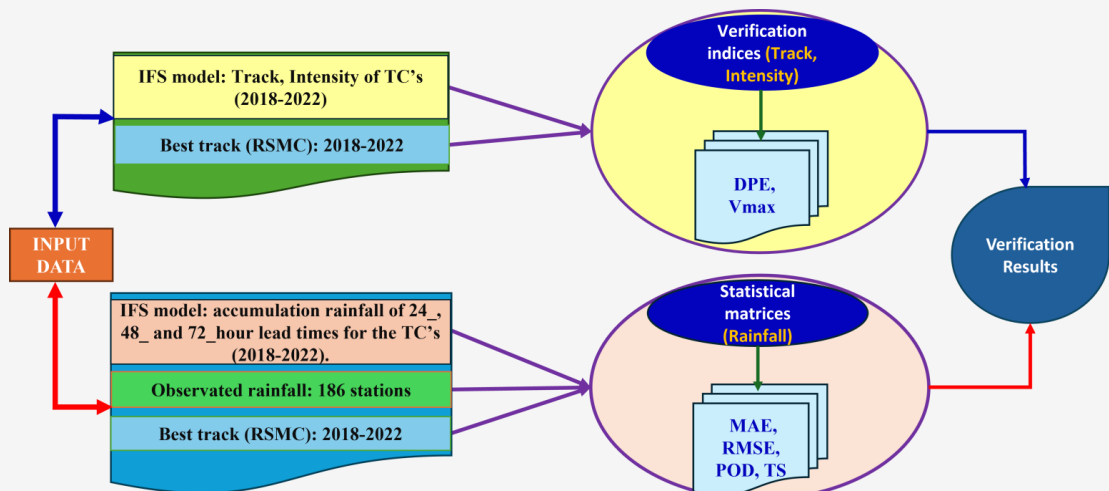 INPUT
DATA
IFS model: Track, Intensity of TC's
(2018-2022)
Best track (RSMC): 2018-2022
Verification
indices (Track,
Intensity)
DPE,
Vmax
IFS model: accumulation rainfall of 24_,
48_ and 72_hour lead times for the TC's
(2018-2022).
Observated rainfall: 186 stations
Best track (RSMC): 2018-2022
Statistical
matrices
(Rainfall)
MAE,
RMSE,
POD, TS
Verification
Results